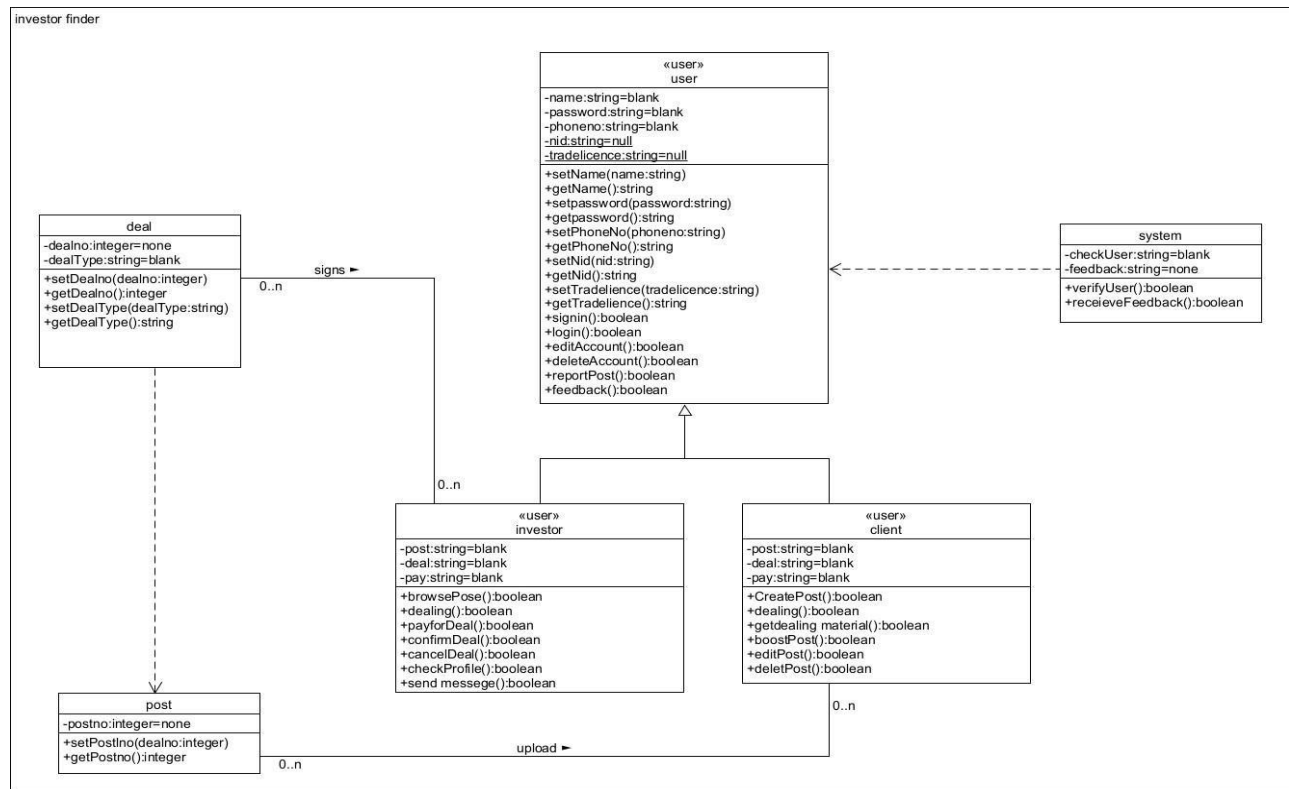 investor finder
«user»
user
-name:string=blank
-password:string=blank
-phoneno:string=blank
-nid:string=null
-tradelicence:string=null
+setName(name:string)
+getName():string
+setpassword(password:string)
+getpassword():string
+setPhoneNo(phoneno:string)
+getPhoneNo():string
+setNid(nid:string)
+getNid():string
+setTradelience(tradelicence:string)
+getTradelience():string
+signin():boolean
+login():boolean
+editAccount():boolean
+deleteAccount():boolean
+reportPost():boolean
+feedback():boolean
deal
-dealno:integer=none
-dealType:string=blank
+setDealno(dealno:integer)
+getDealno():integer
+setDealType(dealType:string)
+getDealType():string
signs ►
0..n
0..n
system
-checkUser:string=blank
-feedback:string=none
+verifyUser():boolean
+receieveFeedback():boolean
«user»
investor
-post:string=blank
-deal:string=blank
-pay:string=blank
+browsePose():boolean
+dealing():boolean
+payforDeal():boolean
+confirmDeal():boolean
+cancelDeal():boolean
+checkProfile():boolean
+send messege():boolean
«user»
client
-post:string=blank
-deal:string=blank
-pay:string=blank
+CreatePost():boolean
+dealing():boolean
+getdealing material():boolean
+boostPost():boolean
+editPost():boolean
+deletPost():boolean
0..n
post
-postno:integer=none
+setPostlno(dealno:integer)
+getPostno():integer
upload ►
0..n